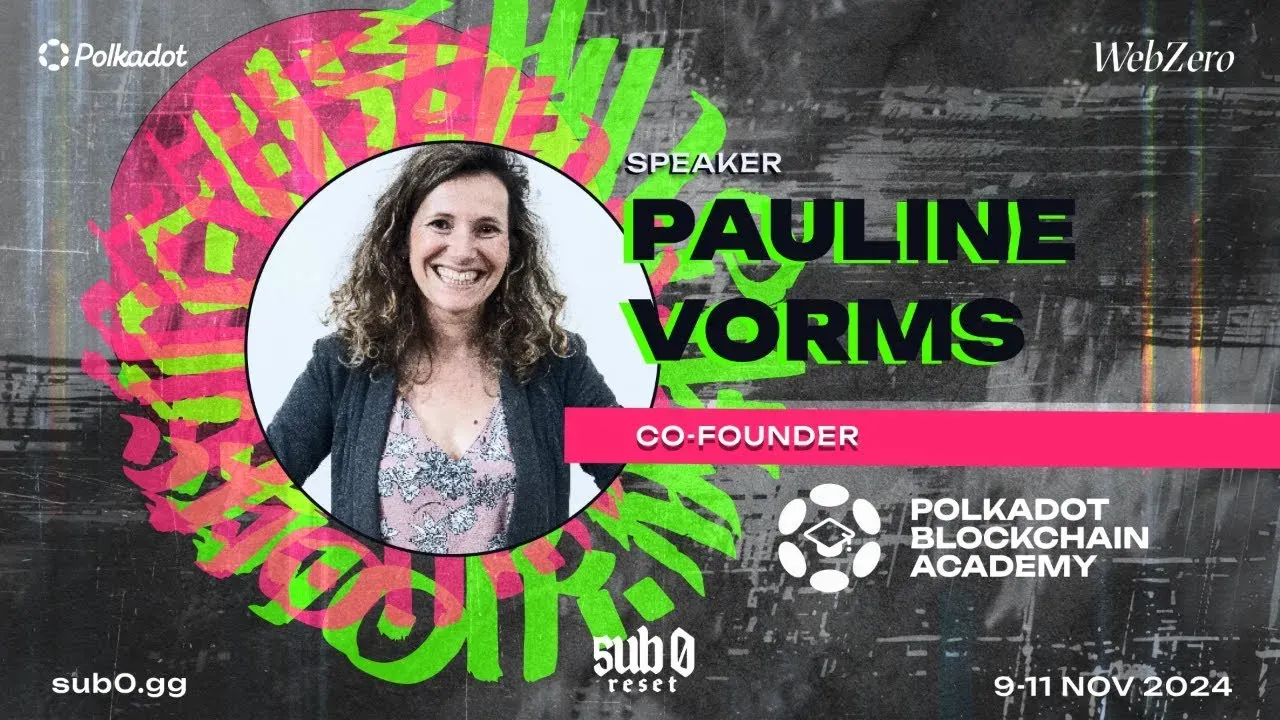 Polkadot
WebZero
SPEAKER
PAULINE
VORMS
CO-FOUNDER
POLKADOT
BLOCKCHAIN
ACADEMY
sub0
reset
sub0.gg
9-11 NOV 2024